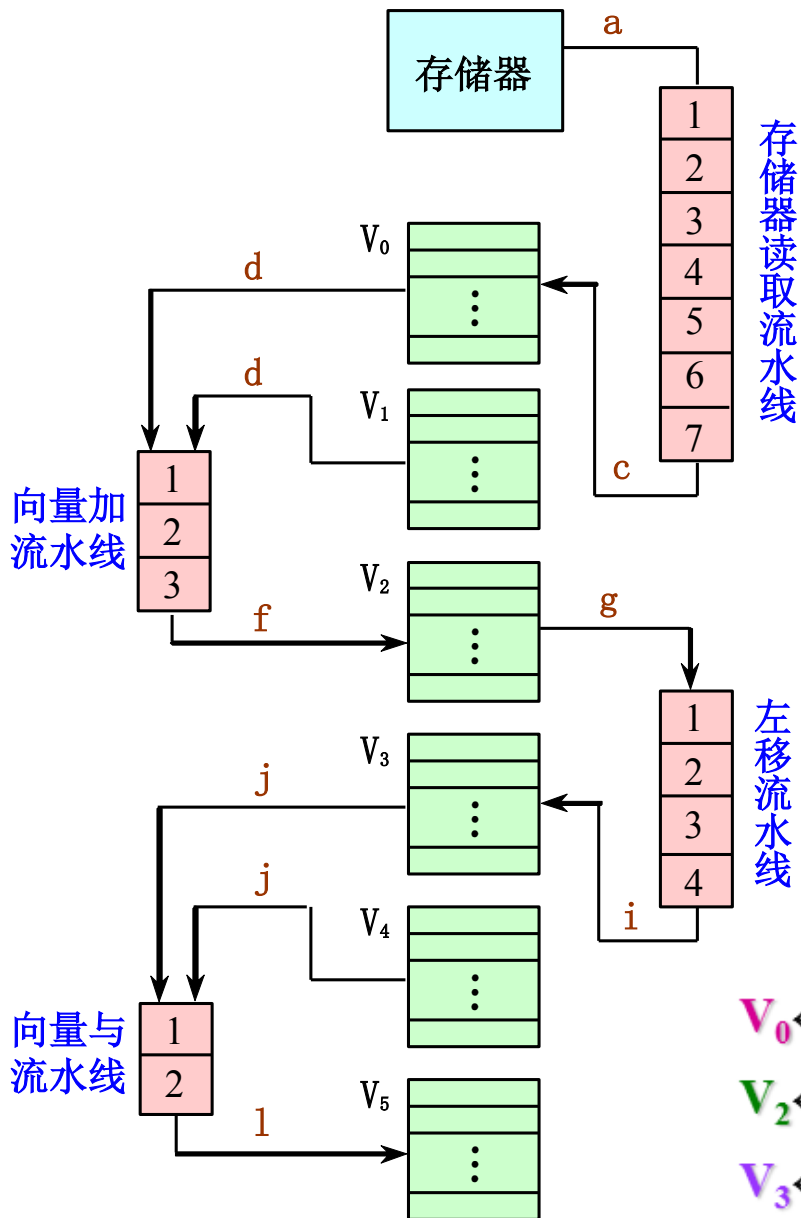 a
存储器
1
2
3
4
5
6
7
存储器读取流水线
c
V₀
⋮
d
d
V₁
⋮
向量加
流水线
1
2
3
f
V₂
⋮
g
1
2
3
4
左移流水线
i
V₃
⋮
j
j
V₄
⋮
向量与
流水线
1
2
l
V₅
⋮
V₀
V₂
V₃